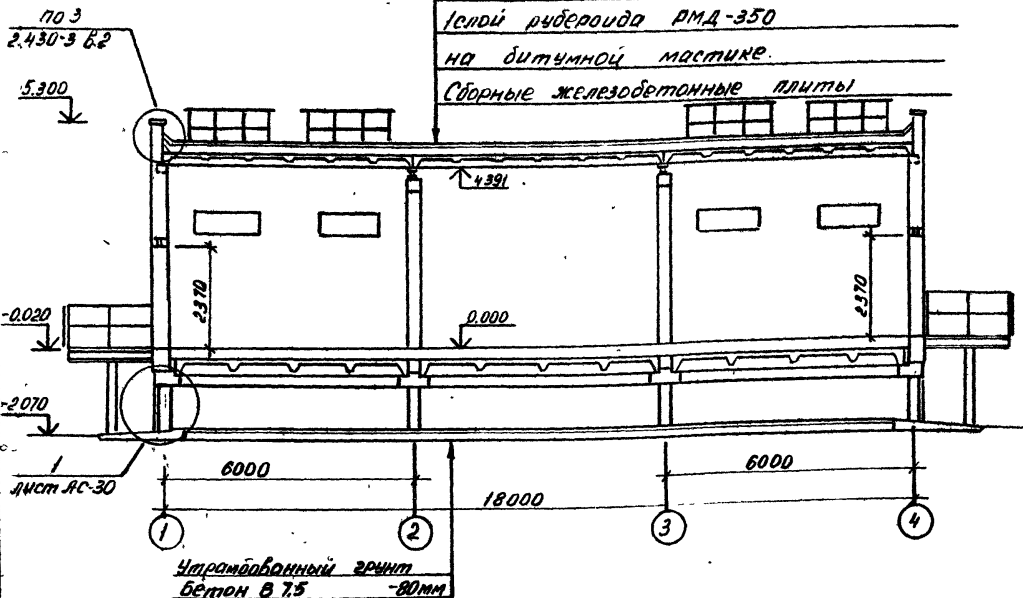 по 3
2.430-3 в.2
1 слой рубероида РМД-350
на битумной мастике.
Сборные железобетонные плиты
5.300
4.391
2370
2370
-0.020
0.000
-2.070
1
лист АС-30
6000
6000
18000
1
2
3
4
Утрамбованный грунт
Бетон В 7.5 -80мм